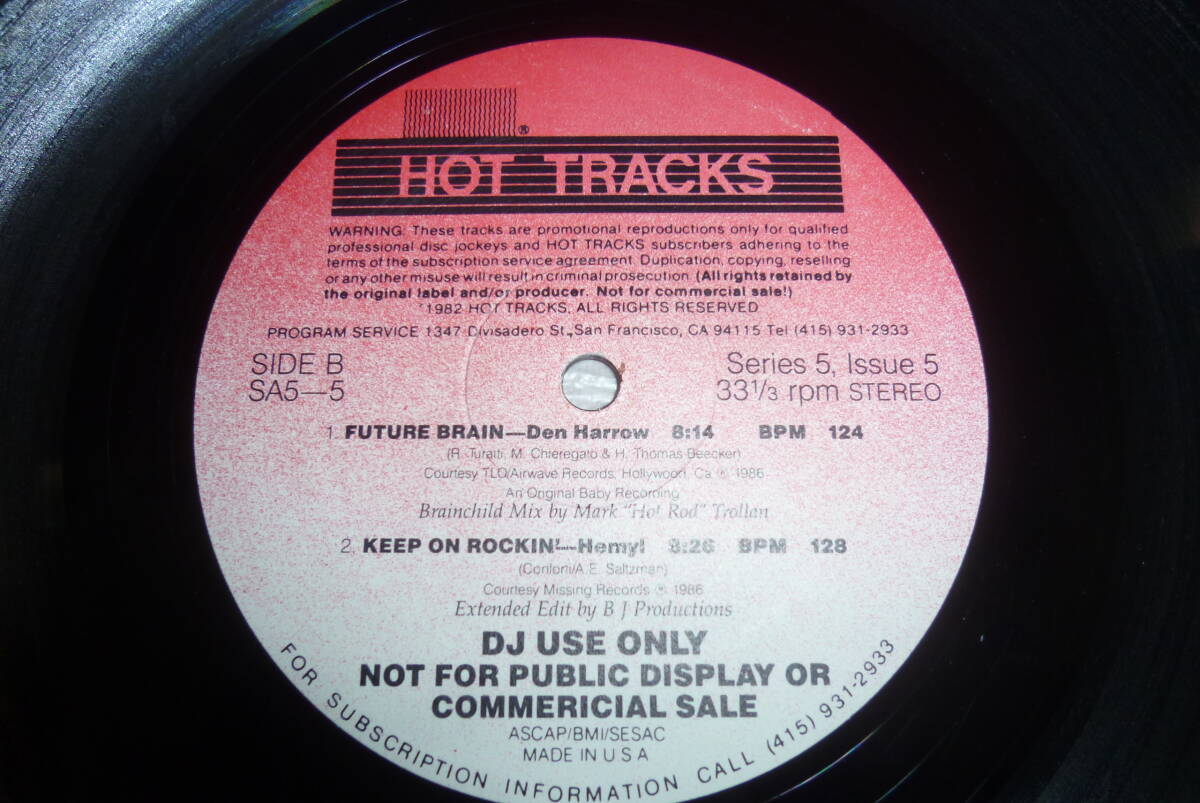 ®
HOT TRACKS
WARNING: These tracks are promotional reproductions only for qualified
professional disc jockeys and HOT TRACKS subscribers adhering to the
terms of the subscription service agreement. Duplication, copying, reselling
or any other misuse will result in criminal prosecution. (All rights retained by
the original label and/or producer. Not for commercial sale!)
1982 HOT TRACKS, ALL RIGHTS RESERVED
PROGRAM SERVICE 1347 Divisadero St., San Francisco, CA 94115 Tel (415) 931-2933
SIDE B
SA5—5
Series 5, Issue 5
33 1/3 rpm STEREO
1. FUTURE BRAIN—Den Harrow 8:14 BPM 124
(R. Turatti, M. Chieregato & H. Thomas Beecker)
Courtesy TLO/Airwave Records, Hollywood, Ca ℗ 1986
An Original Baby Recording
Brainchild Mix by Mark "Hot Rod" Trollan
2. KEEP ON ROCKIN'—Hemyl 8:26 BPM 128
(Conforti/A.E. Saltzman)
Courtesy Missing Records ℗ 1986
Extended Edit by B J Productions
DJ USE ONLY
NOT FOR PUBLIC DISPLAY OR
COMMERICIAL SALE
ASCAP/BMI/SESAC
MADE IN U S A
FOR SUBSCRIPTION INFORMATION CALL (415) 931-2933